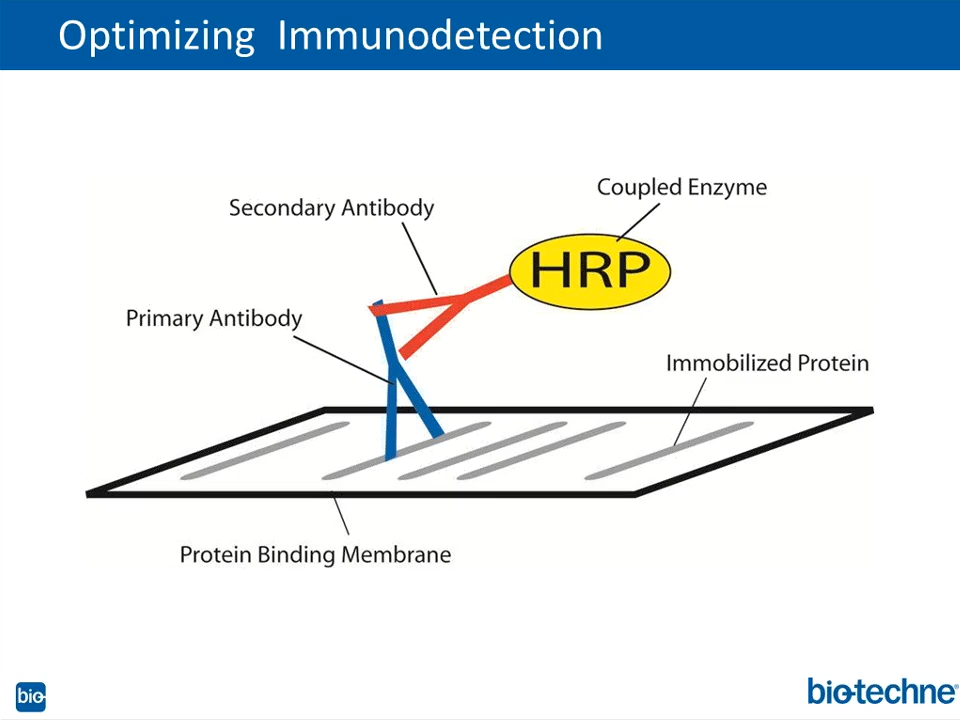 Optimizing Immunodetection
Coupled Enzyme
Secondary Antibody
HRP
Primary Antibody
Immobilized Protein
Protein Binding Membrane
bio
bio-techne®